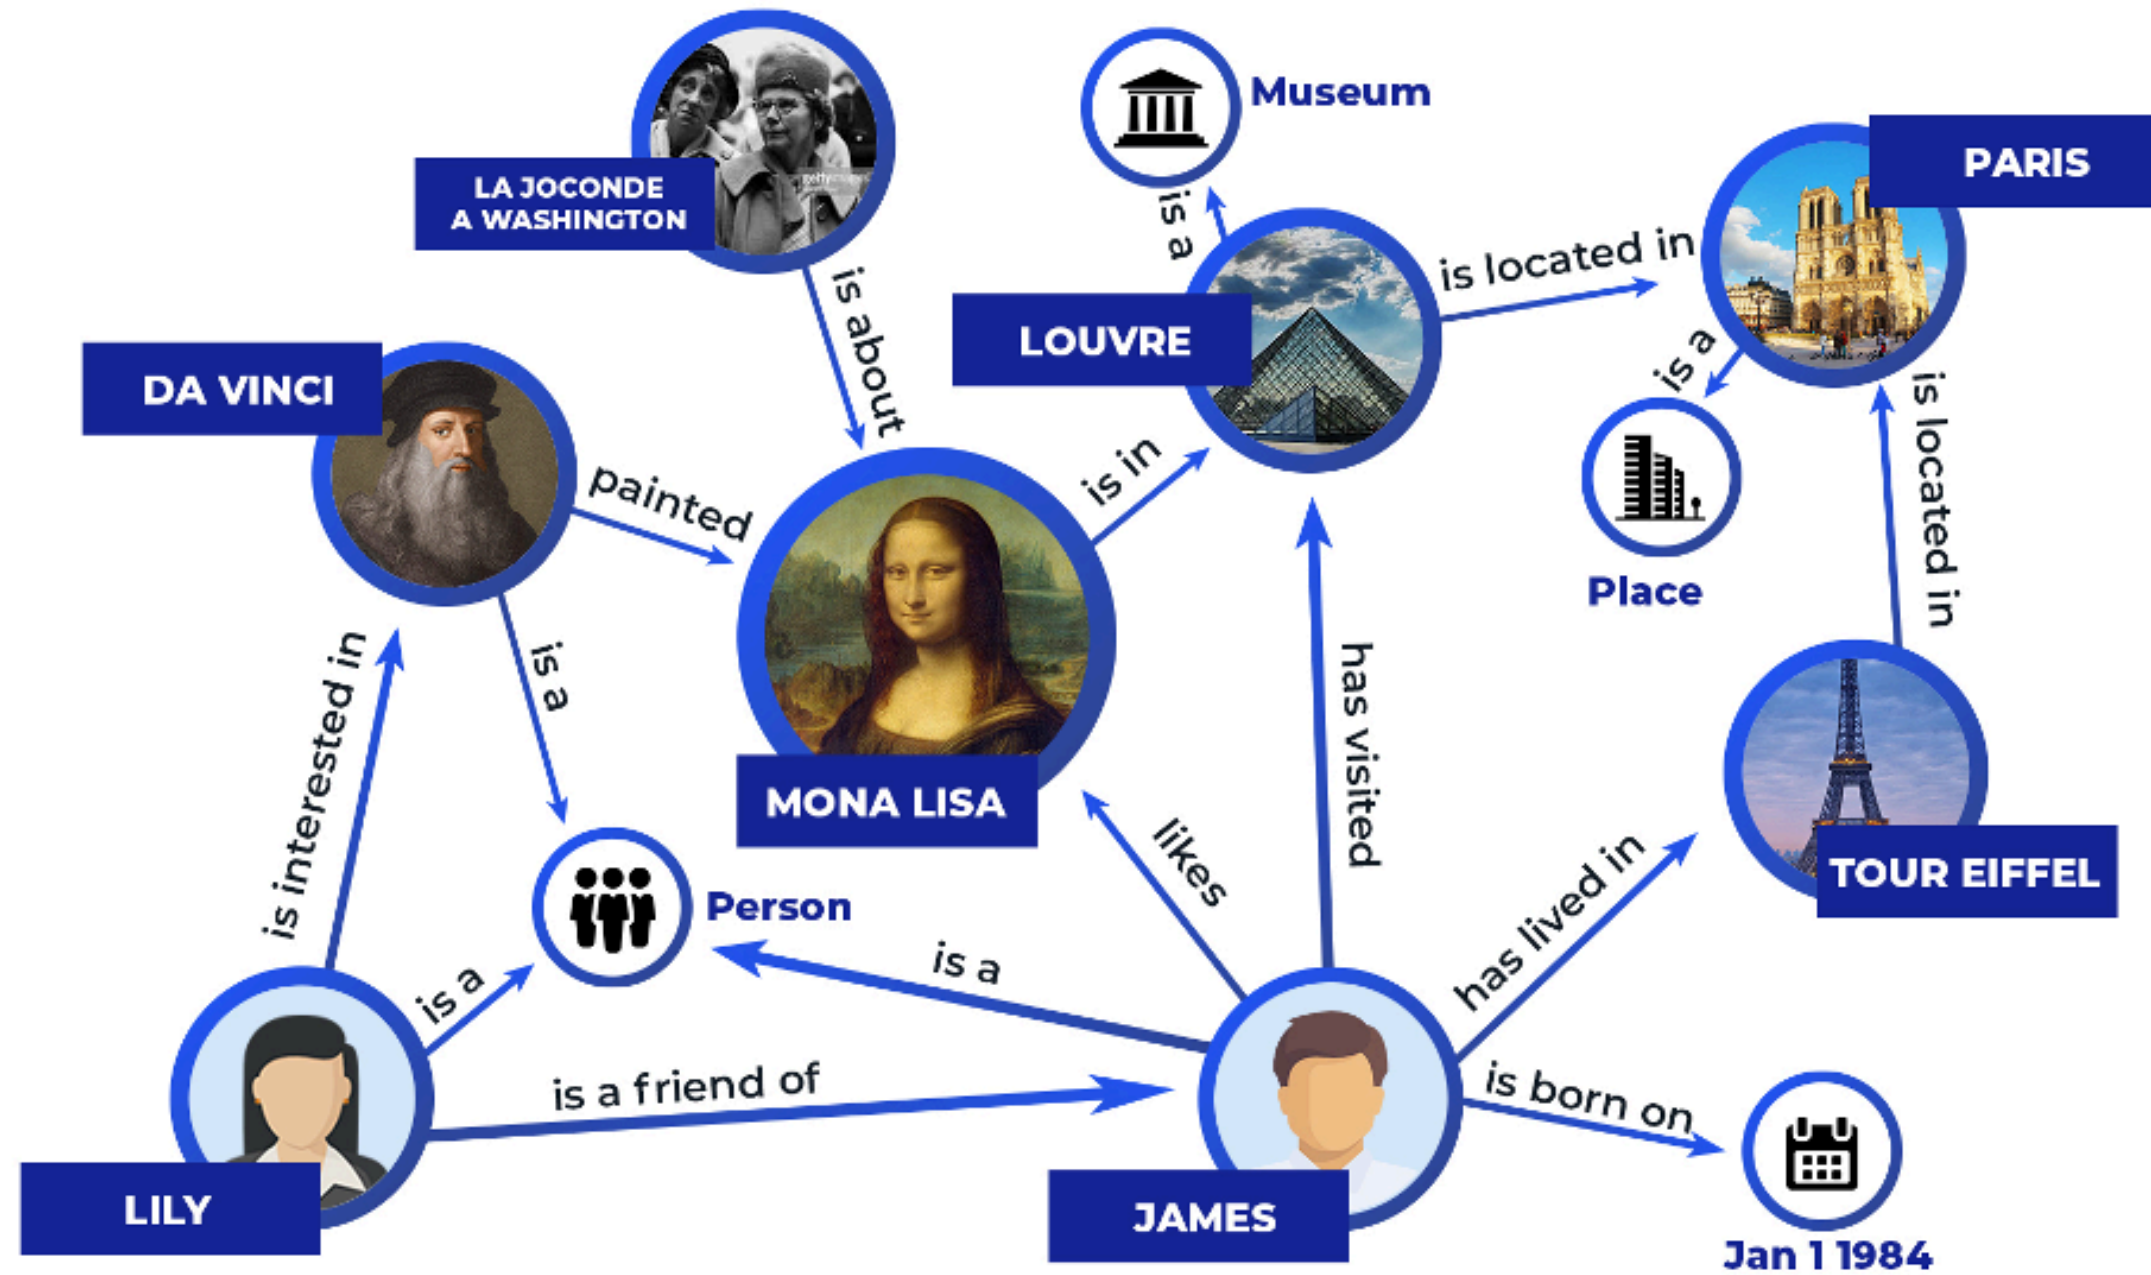 LA JOCONDE
A WASHINGTON
gettyimages
Museum
PARIS
is a
is located in
is about
LOUVRE
is a
DA VINCI
painted
is in
is located in
Place
is interested in
is a
has visited
MONA LISA
likes
TOUR EIFFEL
Person
has lived in
is a
is a
is a friend of
is born on
LILY
JAMES
Jan 1 1984